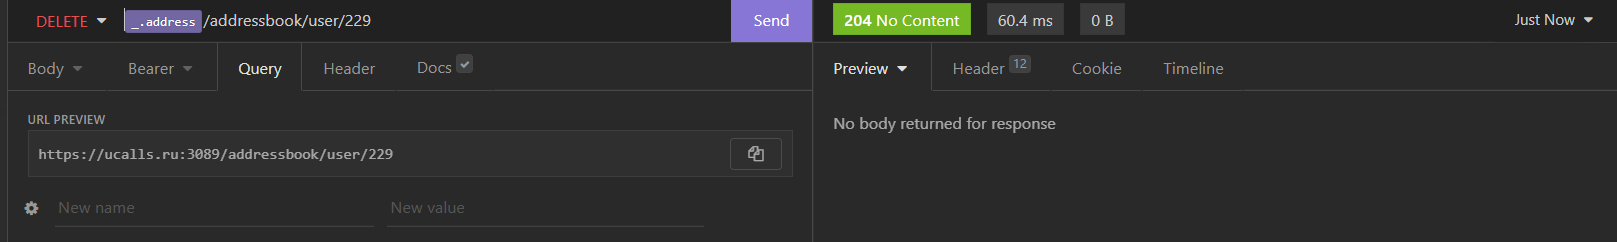 DELETE _.address/addressbook/user/229 Send
204 No Content 60.4 ms 0 B Just Now
Body Bearer Query Header Docs
Preview Header 12 Cookie Timeline
URL PREVIEW
https://ucalls.ru:3089/addressbook/user/229
New name New value
No body returned for response